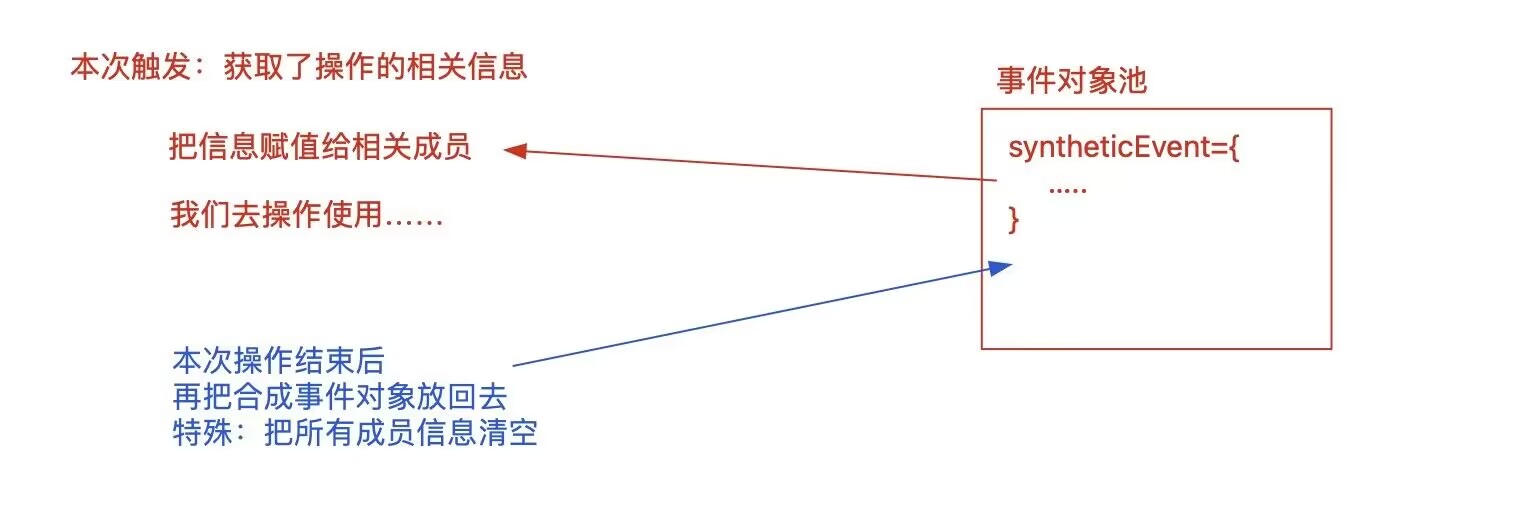 本次触发：获取了操作的相关信息
事件对象池
把信息赋值给相关成员
syntheticEvent={
.....
}
我们去操作使用……
本次操作结束后
再把合成事件对象放回去
特殊：把所有成员信息清空